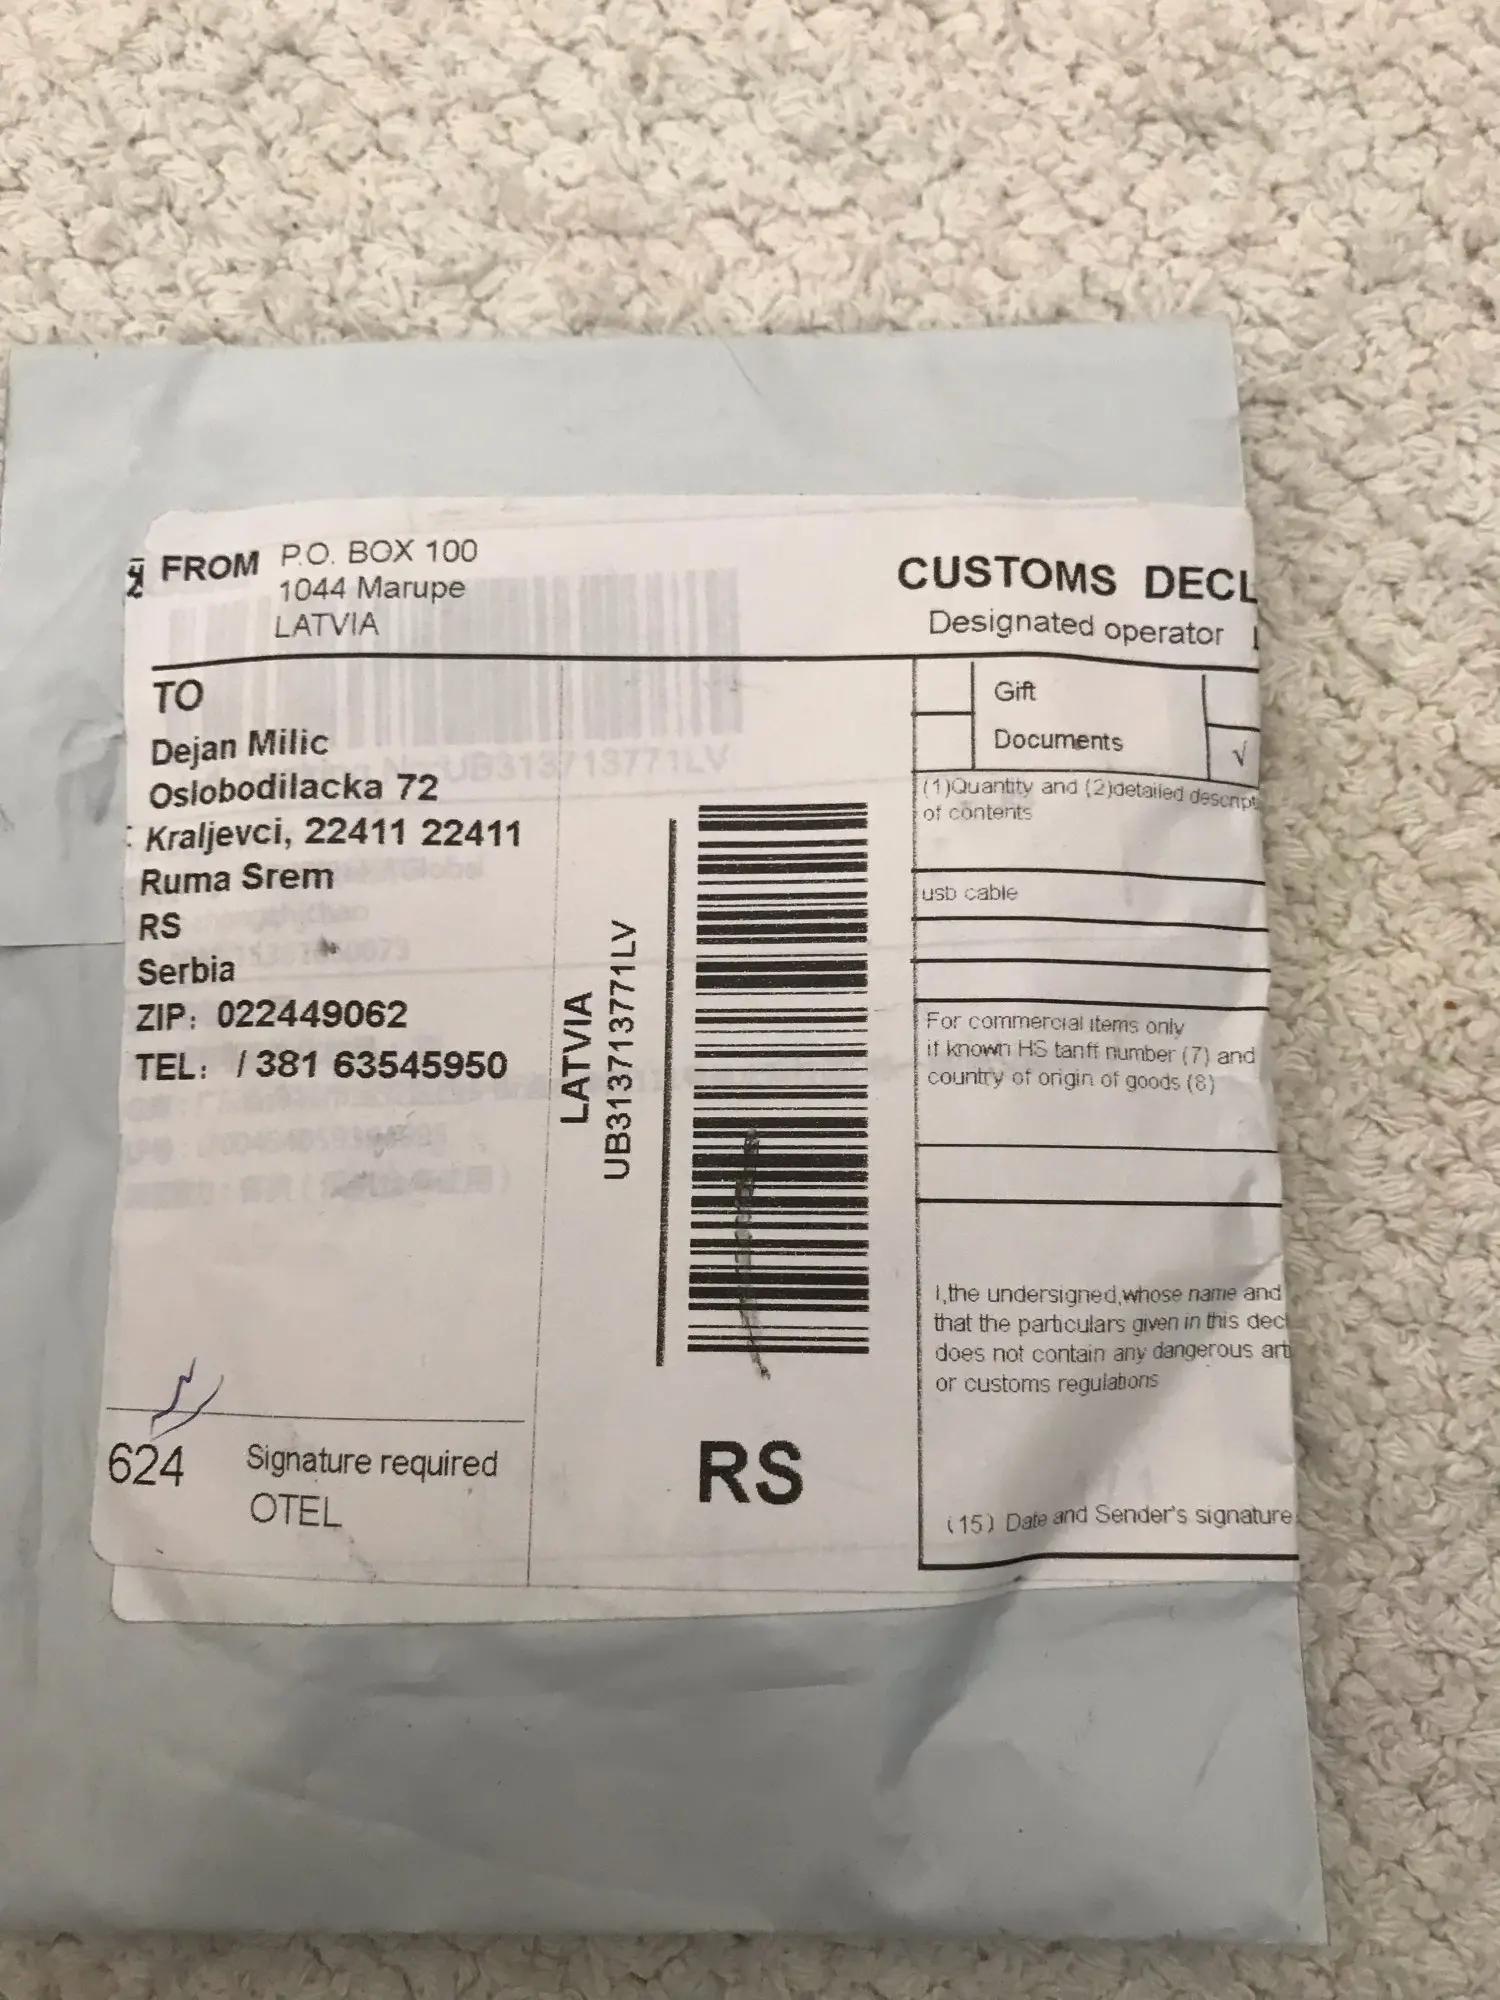 FROM P.O. BOX 100
1044 Marupe
LATVIA
CUSTOMS DECL
Designated operator
TO
Dejan Milic
Oslobodilacka 72
Kraljevci, 22411 22411
Ruma Srem
RS
Serbia
ZIP: 022449062
TEL: / 381 63545950
UB313713771LV
LATVIA
UB313713771LV
RS
Gift
Documents
√
(1)Quantity and (2)detailed descript
of contents
usb cable
For commercial items only
if known HS tariff number (7) and
country of origin of goods (8)
I,the undersigned,whose name and
that the particulars given in this decl
does not contain any dangerous arti
or customs regulations
(15) Date and Sender's signature
624 Signature required
OTEL